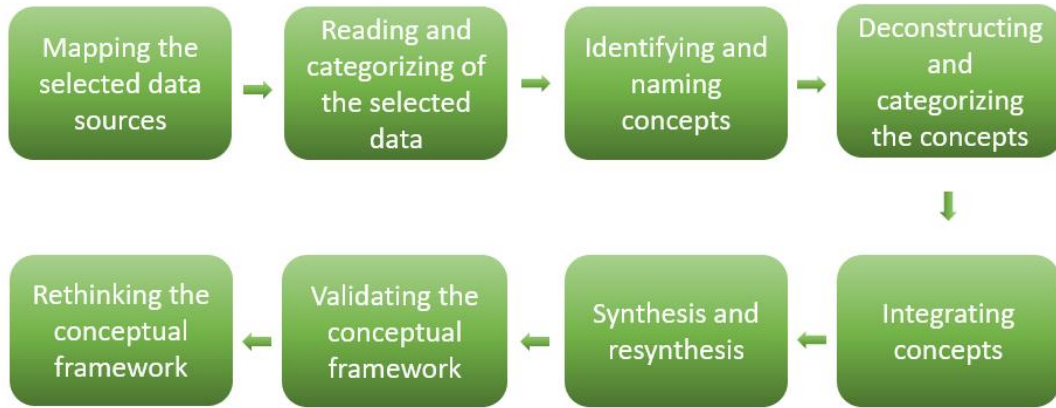 Mapping the
selected data
sources
Reading and
categorizing of
the selected
data
Identifying and
naming
concepts
Deconstructing
and
categorizing
the concepts
Integrating
concepts
Synthesis and
resynthesis
Validating the
conceptual
framework
Rethinking the
conceptual
framework